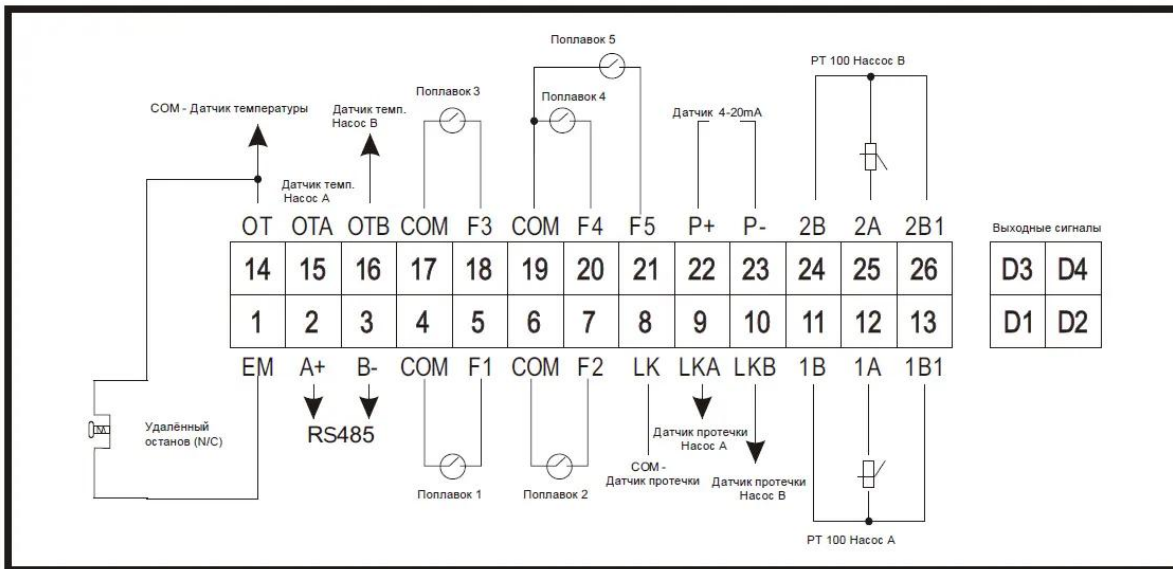 Поплавок 5
PT 100 Нассос B
Поплавок 3
Поплавок 4
COM - Датчик температуры
Датчик темп.
Насос B
Датчик 4-20mA
Датчик темп.
Насос A
OT OTA OTB COM F3 COM F4 F5 P+ P- 2B 2A 2B1
Выходные сигналы
14 15 16 17 18 19 20 21 22 23 24 25 26
D3 D4
1 2 3 4 5 6 7 8 9 10 11 12 13
D1 D2
EM A+ B- COM F1 COM F2 LK LKA LKB 1B 1A 1B1
Удалённый
останов (N/C)
RS485
Датчик протечки
Насос A
COM -
Датчик протечки
Датчик протечки
Насос B
Поплавок 1
Поплавок 2
PT 100 Насос A